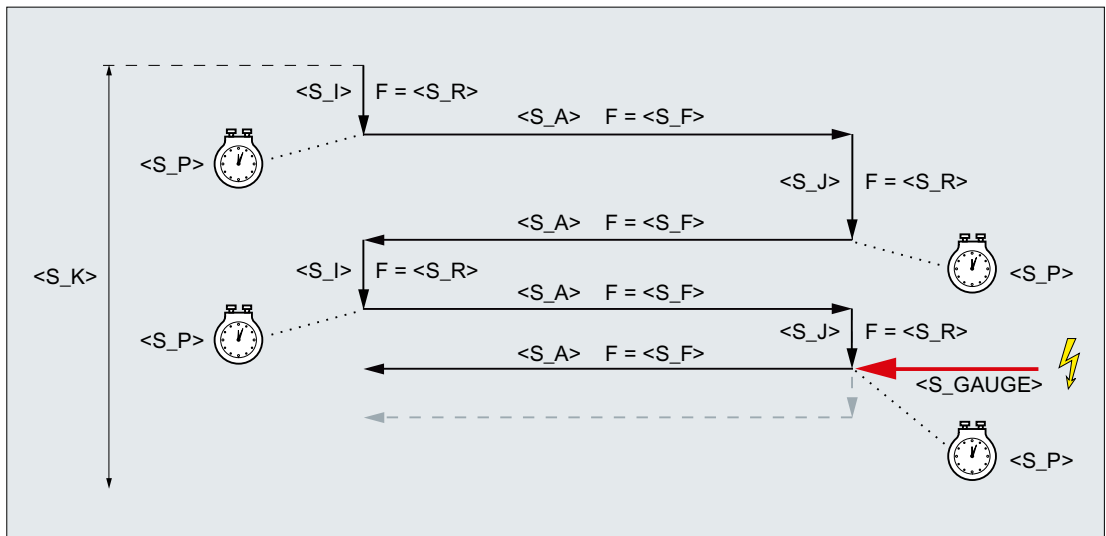 <S_I> F = <S_R>
<S_A> F = <S_F>
<S_P>
<S_J> F = <S_R>
<S_A> F = <S_F>
<S_K>
<S_I> F = <S_R>
<S_P>
<S_A> F = <S_F>
<S_P>
<S_J> F = <S_R>
<S_A> F = <S_F>
<S_GAUGE>
<S_P>